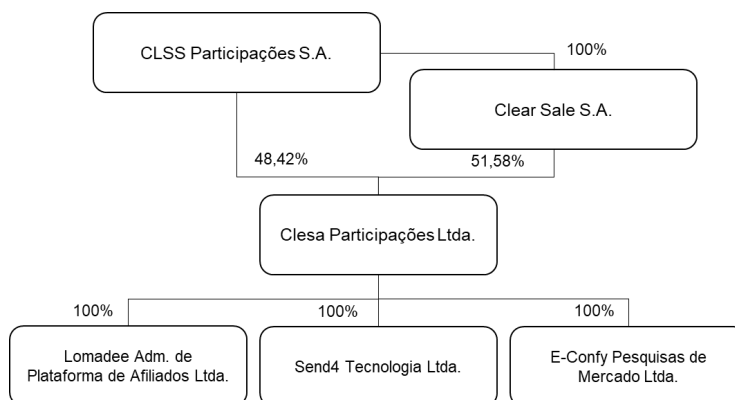 CLSS Participações S.A.
100%
Clear Sale S.A.
48,42%
51,58%
Clesa Participações Ltda.
100%
100%
100%
Lomadee Adm. de
Plataforma de Afiliados Ltda.
Send4 Tecnologia Ltda.
E-Confy Pesquisas de
Mercado Ltda.